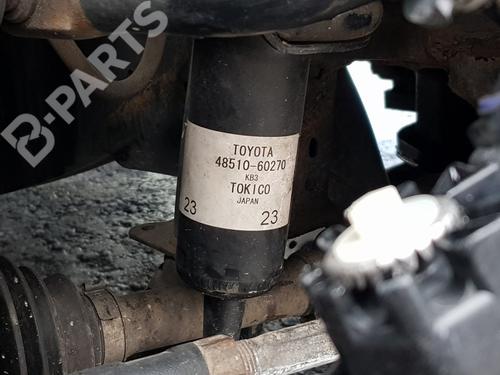 B-PARTS
TOYOTA
48510-60270
KB3
TOKICO
JAPAN
23 23